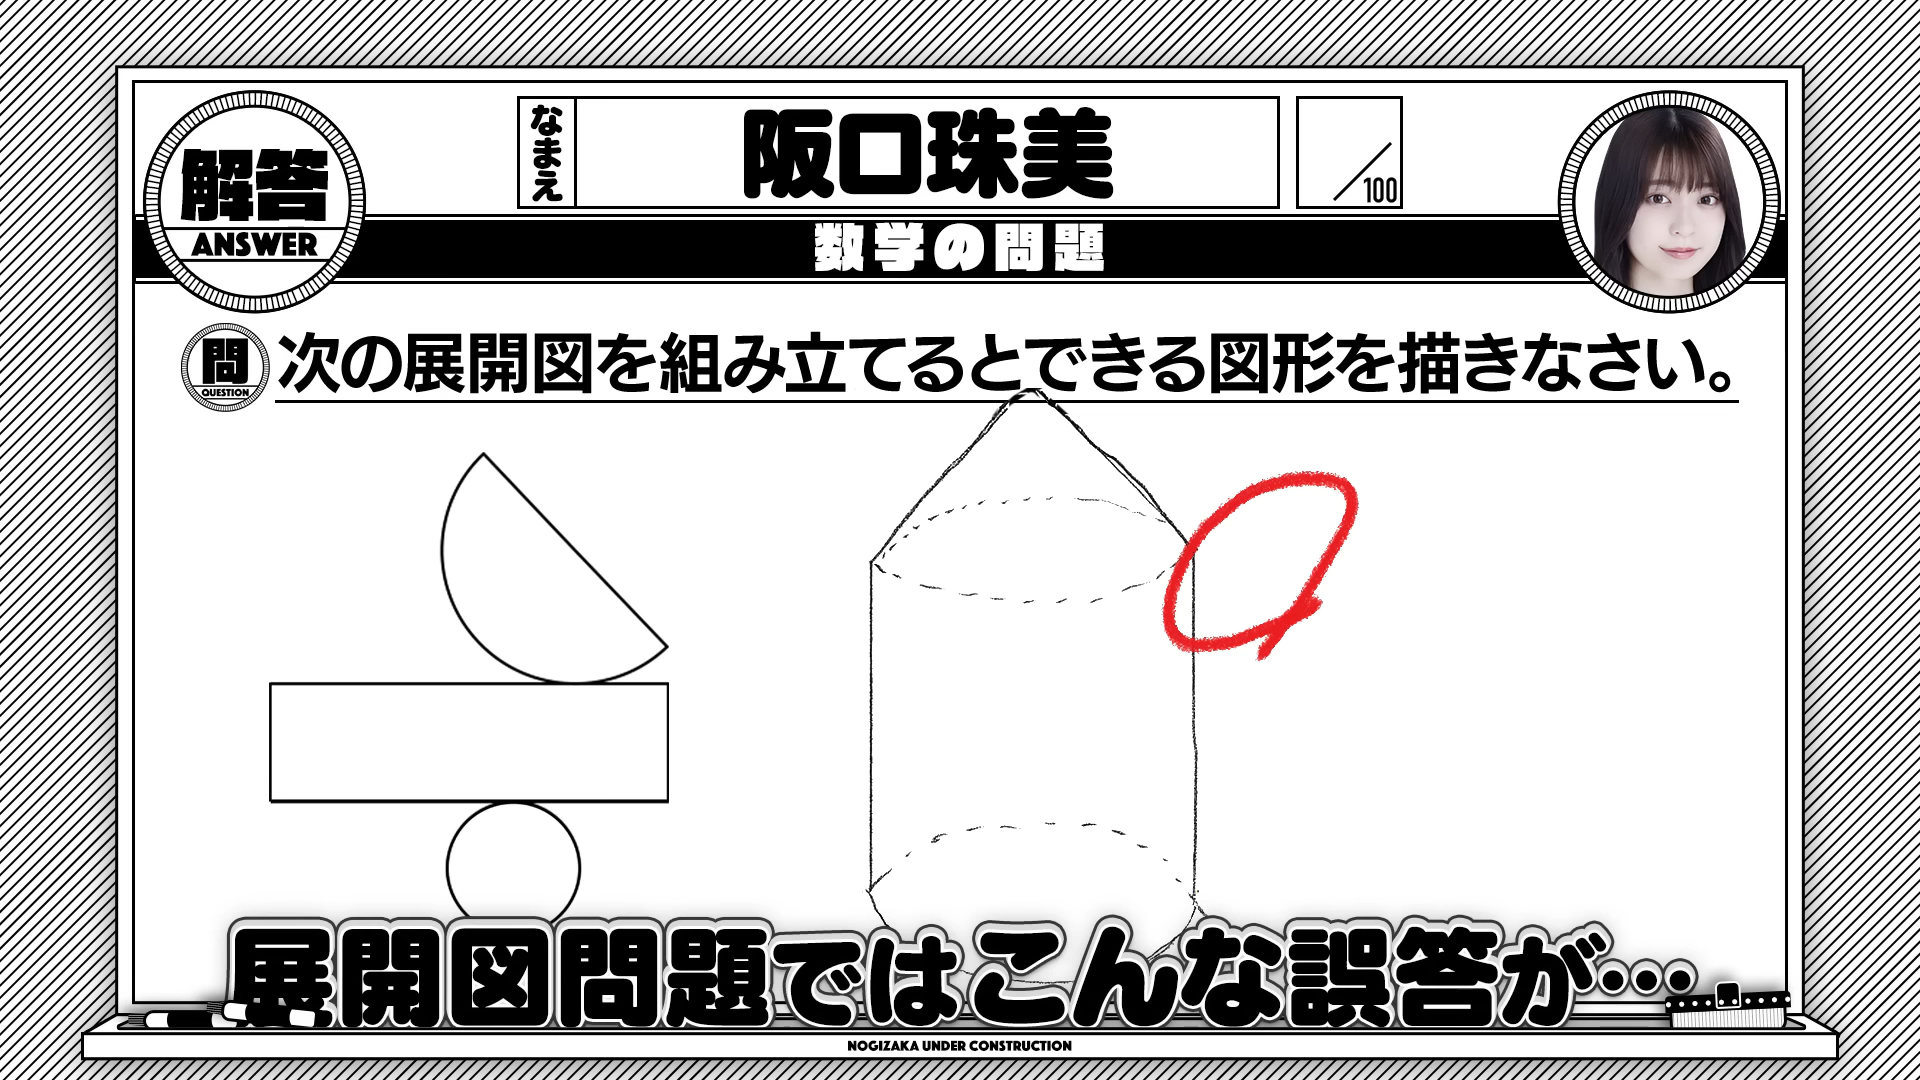 解答
ANSWER
なまえ
阪口珠美
100
数学の問題
問
QUESTION
次の展開図を組み立てるとできる図形を描きなさい。
展開図問題ではこんな誤答が…
NOGIZAKA UNDER CONSTRUCTION